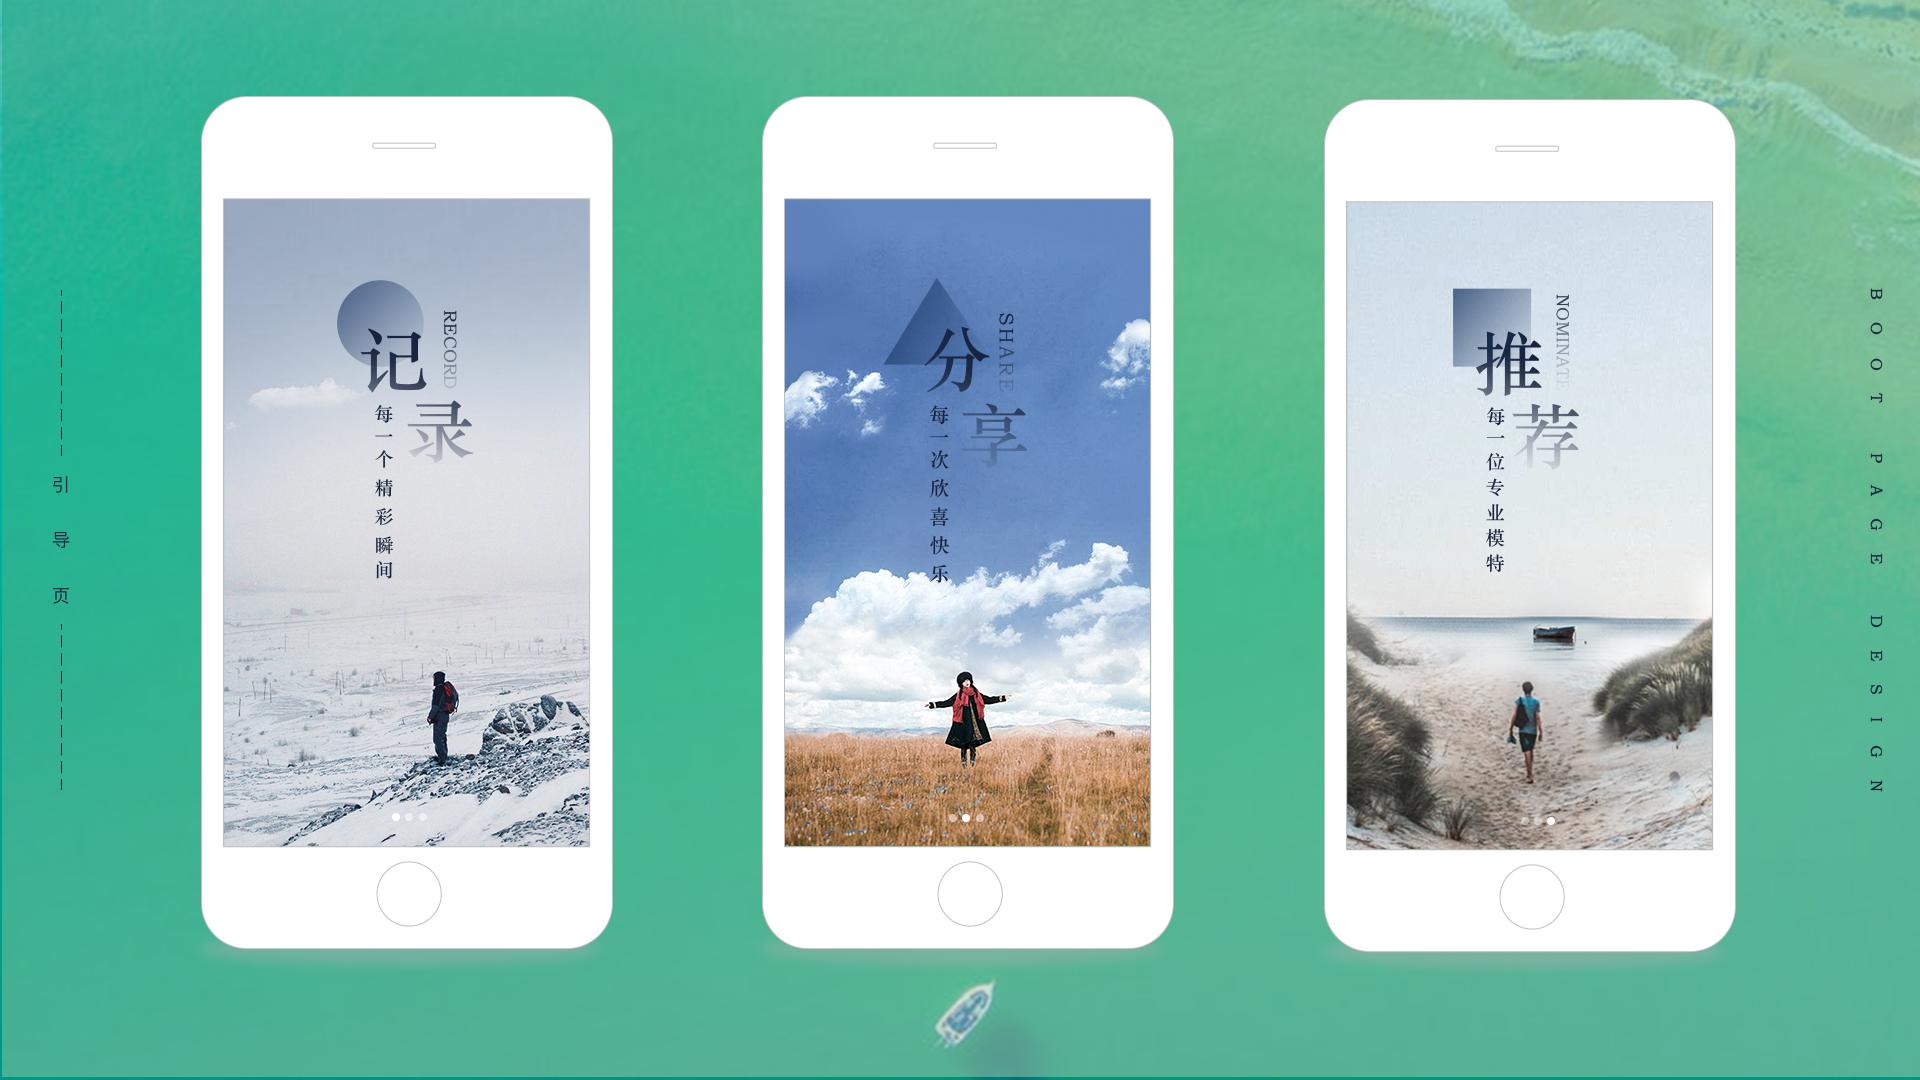 引导页
记录
RECORD
每一个精彩瞬间
分享
SHARE
每一次欣喜快乐
推荐
NOMINATE
每一位专业模特
BOOT PAGE DESIGN